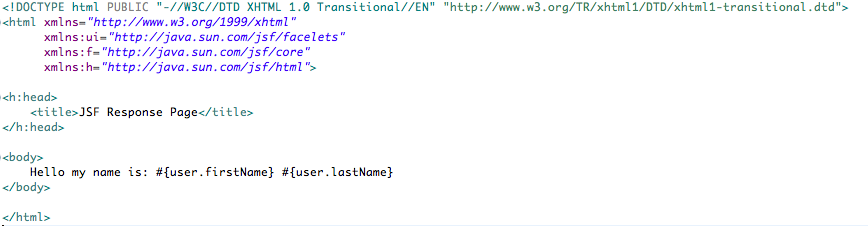 <!DOCTYPE html PUBLIC "-//W3C//DTD XHTML 1.0 Transitional//EN" "http://www.w3.org/TR/xhtml1/DTD/xhtml1-transitional.dtd">
<html xmlns="http://www.w3.org/1999/xhtml"
xmlns:ui="http://java.sun.com/jsf/facelets"
xmlns:f="http://java.sun.com/jsf/core"
xmlns:h="http://java.sun.com/jsf/html">
<h:head>
<title>JSF Response Page</title>
</h:head>
<body>
Hello my name is: #{user.firstName} #{user.lastName}
</body>
</html>